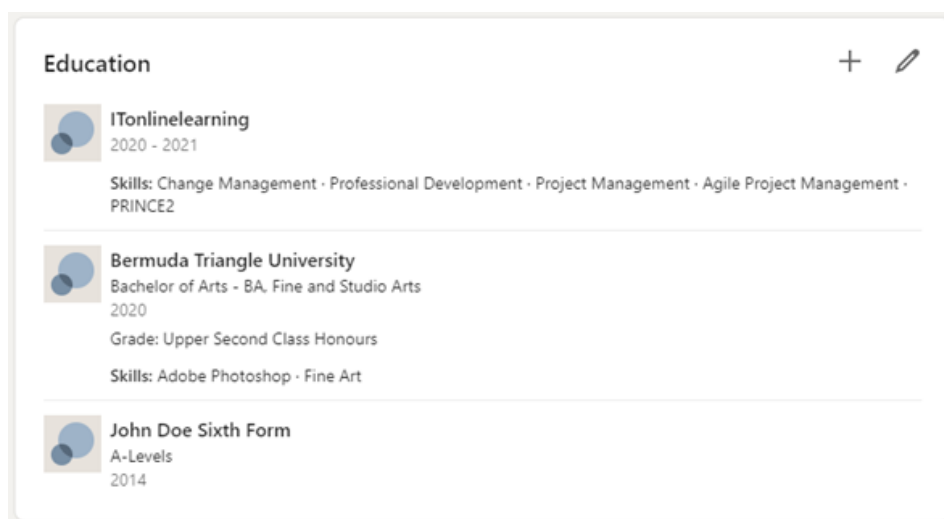 Education
ITonlinelearning
2020 - 2021
Skills: Change Management · Professional Development · Project Management · Agile Project Management ·
PRINCE2
Bermuda Triangle University
Bachelor of Arts - BA, Fine and Studio Arts
2020
Grade: Upper Second Class Honours
Skills: Adobe Photoshop · Fine Art
John Doe Sixth Form
A-Levels
2014